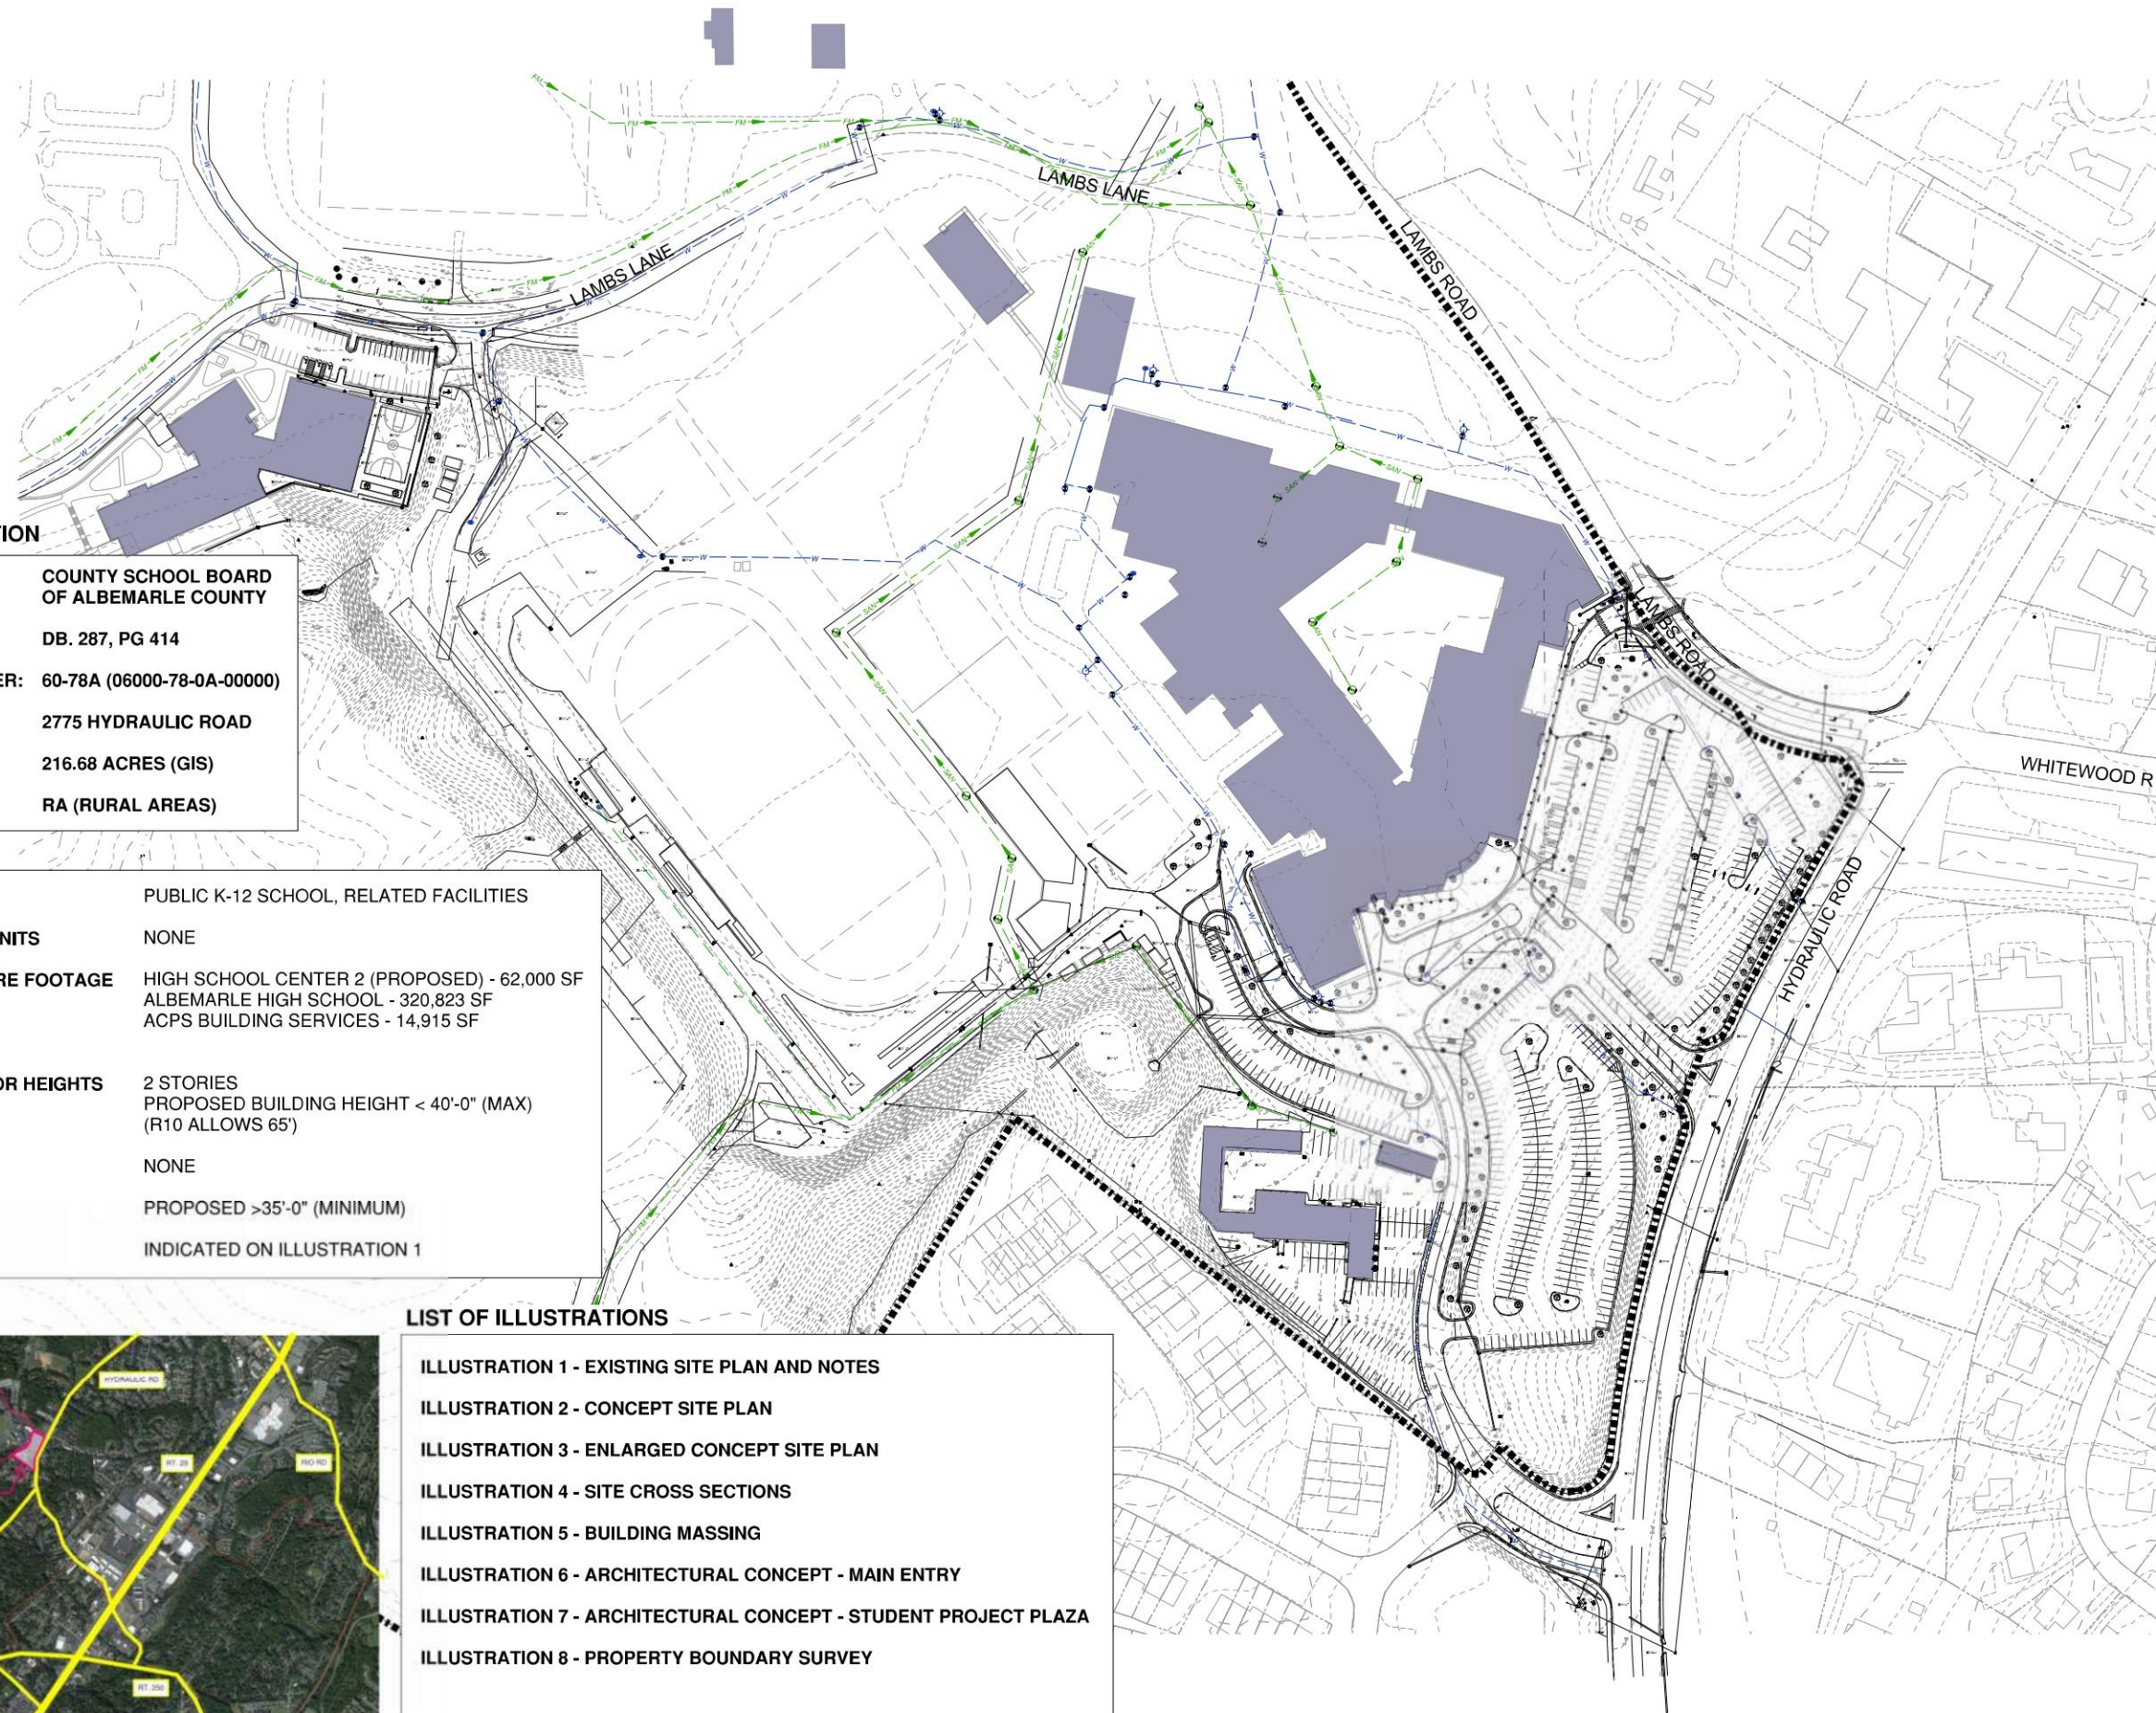 LAMBS LANE
LAMBS LANE
LAMBS ROAD
LAMBS ROAD
WHITEWOOD R
HYDRAULIC ROAD
TION
COUNTY SCHOOL BOARD
OF ALBEMARLE COUNTY
DB. 287, PG 414
ER: 60-78A (06000-78-0A-00000)
2775 HYDRAULIC ROAD
216.68 ACRES (GIS)
RA (RURAL AREAS)
PUBLIC K-12 SCHOOL, RELATED FACILITIES
NITS NONE
RE FOOTAGE HIGH SCHOOL CENTER 2 (PROPOSED) - 62,000 SF
ALBEMARLE HIGH SCHOOL - 320,823 SF
ACPS BUILDING SERVICES - 14,915 SF
OR HEIGHTS 2 STORIES
PROPOSED BUILDING HEIGHT < 40'-0" (MAX)
(R10 ALLOWS 65')
NONE
PROPOSED >35'-0" (MINIMUM)
INDICATED ON ILLUSTRATION 1
HYDRAULIC RD
RT. 29
RIO RD
RT. 250
LIST OF ILLUSTRATIONS
ILLUSTRATION 1 - EXISTING SITE PLAN AND NOTES
ILLUSTRATION 2 - CONCEPT SITE PLAN
ILLUSTRATION 3 - ENLARGED CONCEPT SITE PLAN
ILLUSTRATION 4 - SITE CROSS SECTIONS
ILLUSTRATION 5 - BUILDING MASSING
ILLUSTRATION 6 - ARCHITECTURAL CONCEPT - MAIN ENTRY
ILLUSTRATION 7 - ARCHITECTURAL CONCEPT - STUDENT PROJECT PLAZA
ILLUSTRATION 8 - PROPERTY BOUNDARY SURVEY